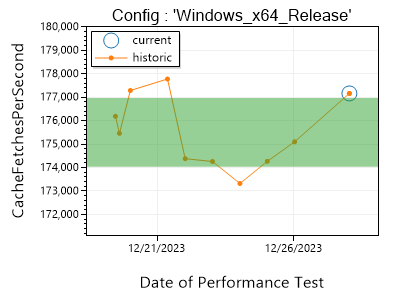 Config : 'Windows_x64_Release'
CacheFetchesPerSecond
180,000
179,000
178,000
177,000
176,000
175,000
174,000
173,000
172,000
current
historic
12/21/2023
12/26/2023
Date of Performance Test